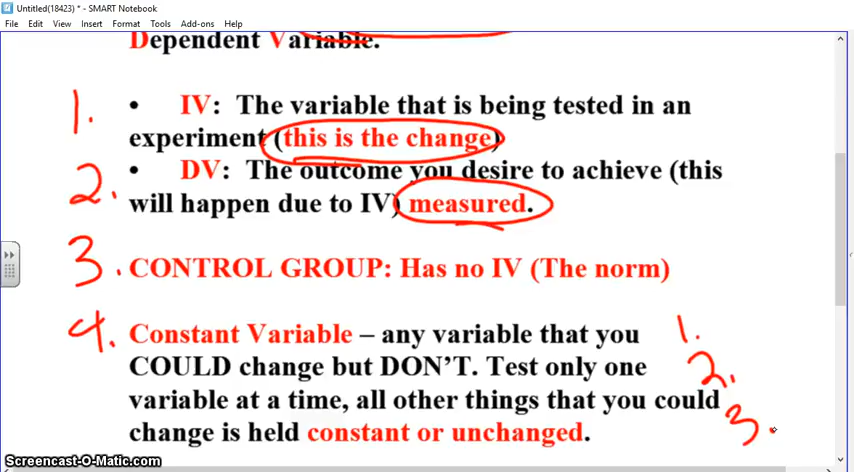 Untitled(18423) * - SMART Notebook
File Edit View Insert Format Tools Add-ons Help
Dependent Variable.
1. • IV: The variable that is being tested in an
experiment (this is the change)
2. • DV: The outcome you desire to achieve (this
will happen due to IV) measured.
3. CONTROL GROUP: Has no IV (The norm)
4. Constant Variable – any variable that you 1.
COULD change but DON'T. Test only one 2.
variable at a time, all other things that you could 3.
change is held constant or unchanged.
Screencast-O-Matic.com